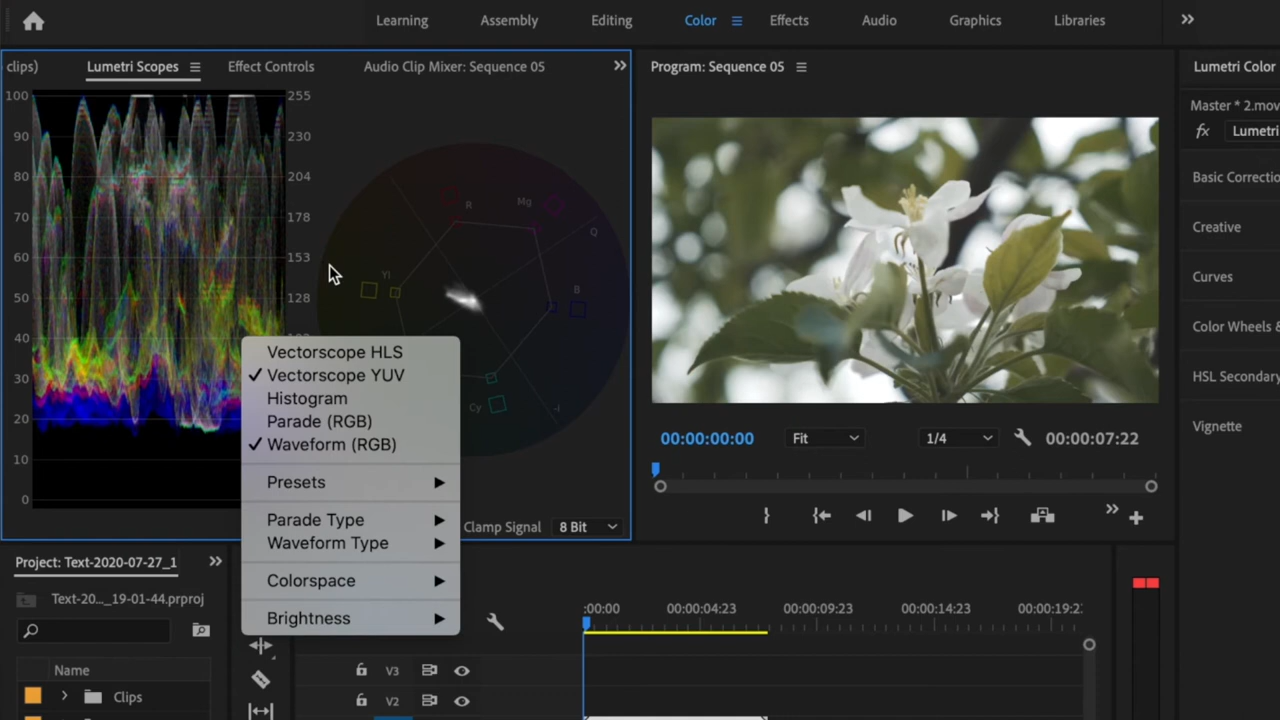 Learning Assembly Editing Color Effects Audio Graphics Libraries
clips) Lumetri Scopes Effect Controls Audio Clip Mixer: Sequence 05
Program: Sequence 05
Lumetri Color
Master * 2.mov
fx Lumetri
Basic Correctio
Creative
Curves
Color Wheels &
HSL Secondary
Vignette
100 255
90 230
80 204
70 178
60 153
50 128
40
30
20
10
0
R Mg
Q
Yl
B
Cy -I
Vectorscope HLS
Vectorscope YUV
Histogram
Parade (RGB)
Waveform (RGB)
Presets
Parade Type
Waveform Type
Colorspace
Brightness
Clamp Signal 8 Bit
00:00:00:00 Fit 1/4 00:00:07:22
Project: Text-2020-07-27_1
Text-20..._19-01-44.prproj
Name
Clips
:00:00 00:00:04:23 00:00:09:23 00:00:14:23 00:00:19:2
V3
V2